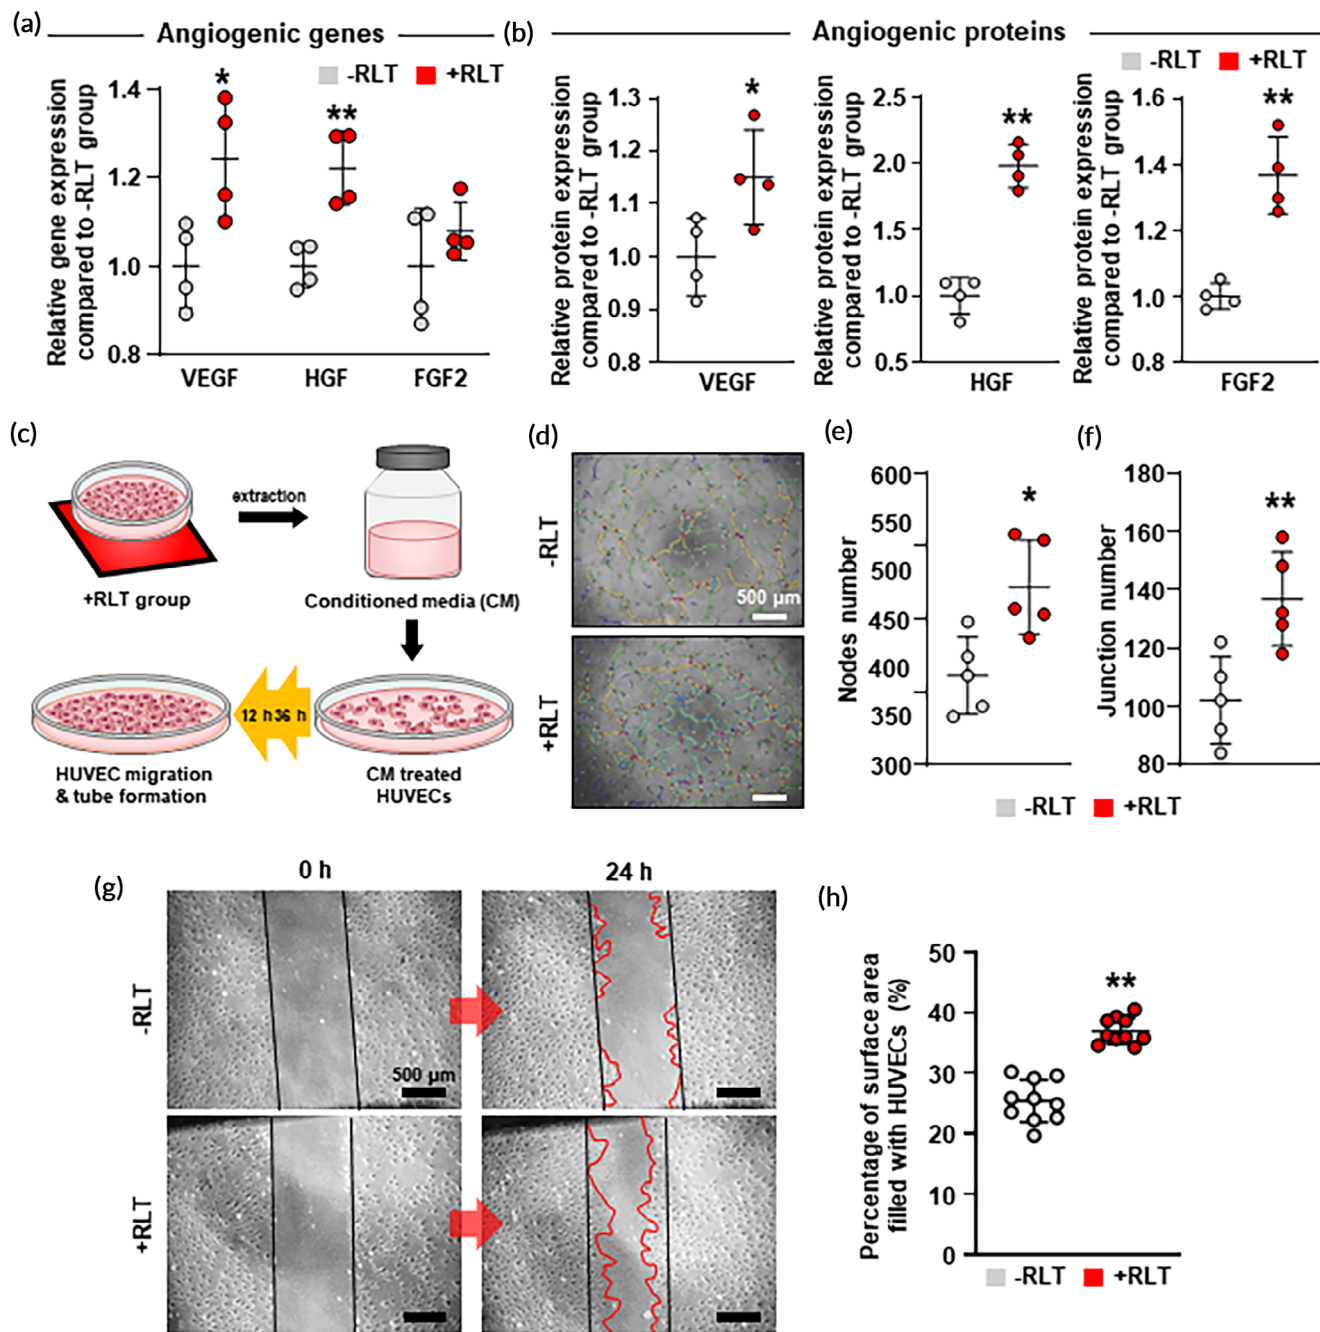 (a)
Angiogenic genes
-RLT +RLT
Relative gene expression
compared to -RLT group
1.4
1.2
1.0
0.8
*
**
VEGF HGF FGF2
(b)
Angiogenic proteins
-RLT +RLT
Relative protein expression
compared to -RLT group
1.3
1.2
1.1
1.0
0.9
0.8
*
VEGF
Relative protein expression
compared to -RLT group
2.5
2.0
1.5
1.0
0.5
**
HGF
Relative protein expression
compared to -RLT group
1.6
1.4
1.2
1.0
0.8
**
FGF2
(c)
+RLT group
extraction
Conditioned media (CM)
12 h 36 h
HUVEC migration
& tube formation
CM treated
HUVECs
(d)
-RLT
500 µm
+RLT
(e)
Nodes number
600
550
500
450
400
350
300
*
(f)
Junction number
180
160
140
120
100
80
**
-RLT +RLT
(g)
0 h 24 h
-RLT
500 µm
+RLT
(h)
Percentage of surface area
filled with HUVECs (%)
50
40
30
20
10
0
**
-RLT +RLT